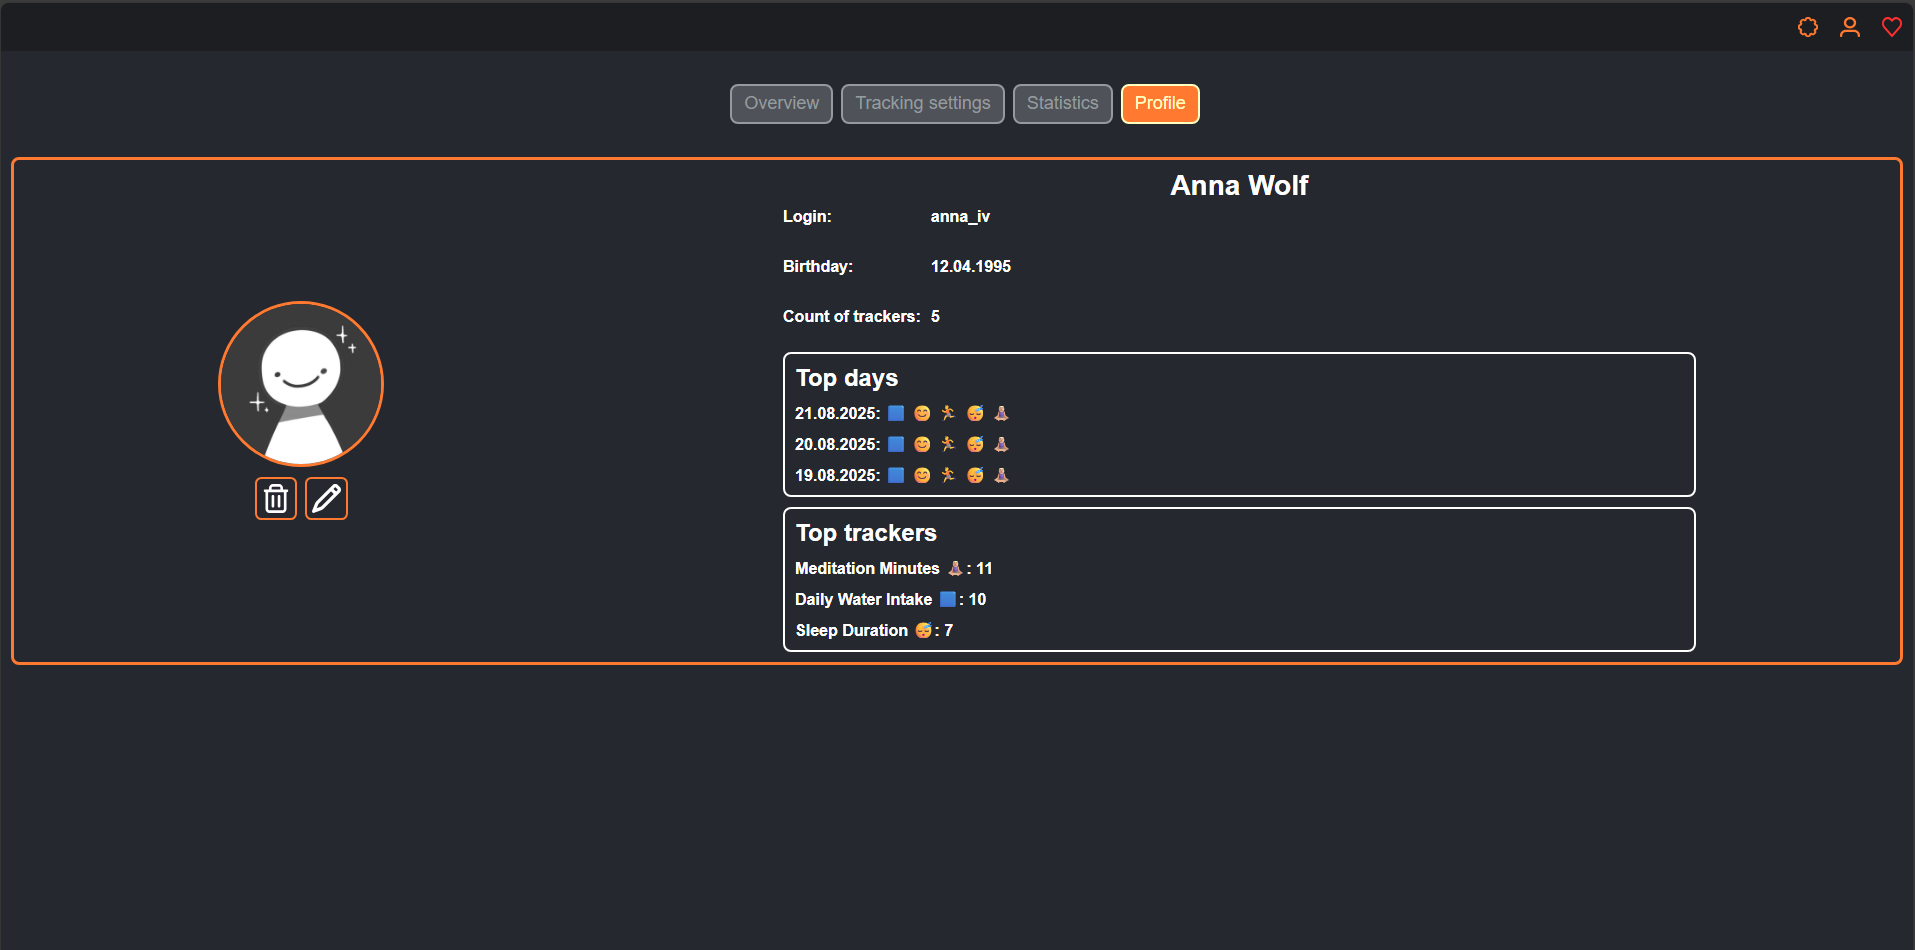 Overview Tracking settings Statistics Profile
Anna Wolf
Login: anna_iv
Birthday: 12.04.1995
Count of trackers: 5
Top days
21.08.2025: 🟦 😊 🏃 😴 🧘
20.08.2025: 🟦 😊 🏃 😴 🧘
19.08.2025: 🟦 😊 🏃 😴 🧘
Top trackers
Meditation Minutes 🧘: 11
Daily Water Intake 🟦: 10
Sleep Duration 😴: 7